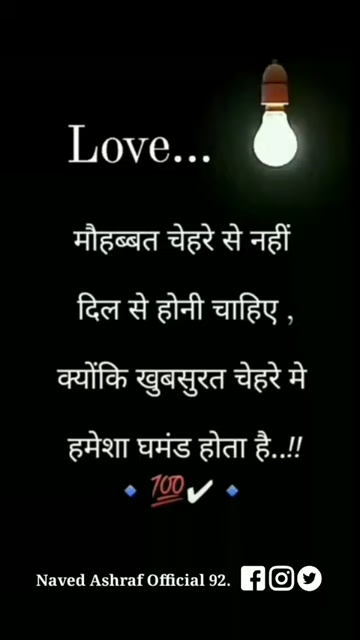 Love...
मौहब्बत चेहरे से नहीं
दिल से होनी चाहिए ,
क्योंकि खुबसुरत चेहरे मे
हमेशा घमंड होता है..!!
🔹 💯✔ 🔹
Naved Ashraf Official 92.